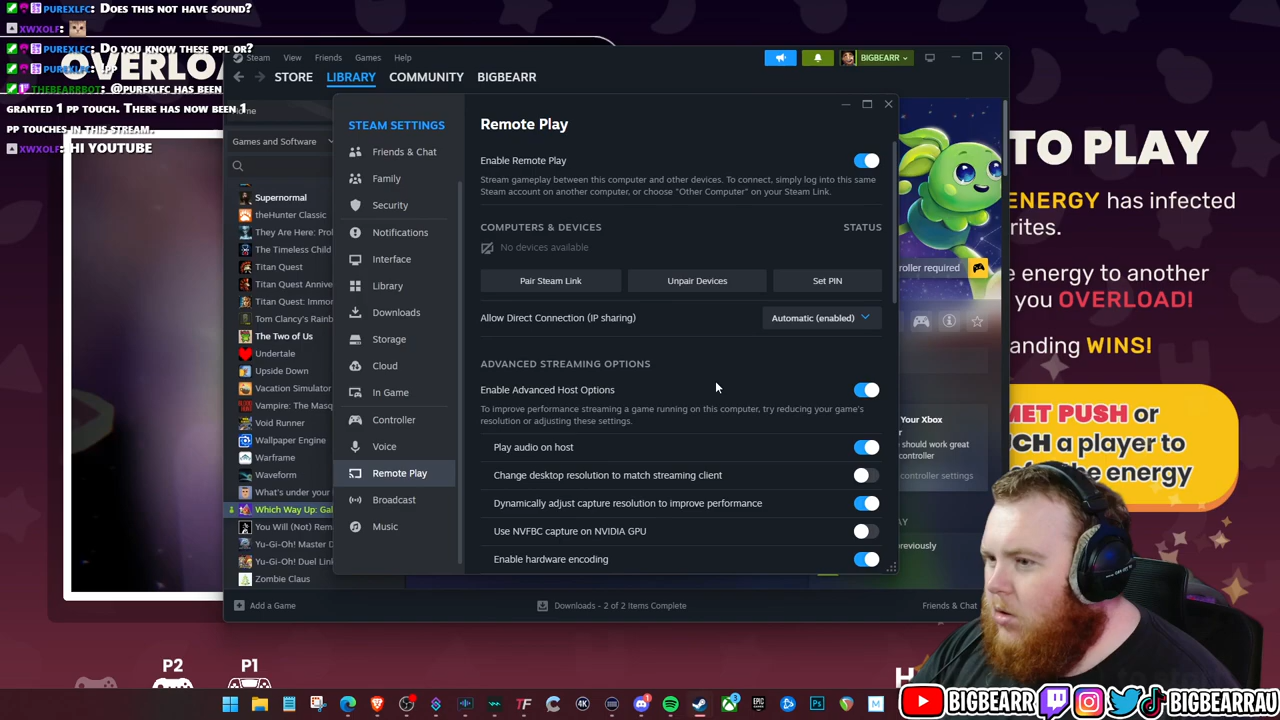 PUREXLFC: DOES THIS NOT HAVE SOUND?
XWXOLF:
PUREXLFC: DO YOU KNOW THESE PPL OR?
PUREXLFC: !PP
THEBEARRBOT: @PUREXLFC HAS BEEN
GRANTED 1 PP TOUCH. THERE HAS NOW BEEN 1
PP TOUCHES IN THIS STREAM.
XWXOLF: HI YOUTUBE
OVERLOA
Steam View Friends Games Help
BIGBEARR
STORE LIBRARY COMMUNITY BIGBEARR
Games and Software
Supernormal
theHunter Classic
They Are Here: Pro
The Timeless Child
Titan Quest
Titan Quest Annive
Titan Quest: Immor
Tom Clancy's Rainb
The Two of Us
Undertale
Upside Down
Vacation Simulator
Vampire: The Masq
Void Runner
Wallpaper Engine
Warframe
Waveform
What's under your
Which Way Up: Gal
You Will (Not) Rem
Yu-Gi-Oh! Master D
Yu-Gi-Oh! Duel Link
Zombie Claus
Add a Game
Downloads - 2 of 2 Items Complete
Friends & Chat
STEAM SETTINGS
Friends & Chat
Family
Security
Notifications
Interface
Library
Downloads
Storage
Cloud
In Game
Controller
Voice
Remote Play
Broadcast
Music
Remote Play
Enable Remote Play
Stream gameplay between this computer and other devices. To connect, simply log into this same
Steam account on another computer, or choose "Other Computer" on your Steam Link.
COMPUTERS & DEVICES STATUS
No devices available
Pair Steam Link Unpair Devices Set PIN
Allow Direct Connection (IP sharing) Automatic (enabled)
ADVANCED STREAMING OPTIONS
Enable Advanced Host Options
To improve performance streaming a game running on this computer, try reducing your game's
resolution or adjusting these settings.
Play audio on host
Change desktop resolution to match streaming client
Dynamically adjust capture resolution to improve performance
Use NVFBC capture on NVIDIA GPU
Enable hardware encoding
roller required
Your Xbox
should work great
controller
controller settings
previously
TO PLAY
ENERGY has infected
rites.
e energy to another
you OVERLOAD!
anding WINS!
MET PUSH or
a player to
the energy
P2 P1
BIGBEARR
BIGBEARRAU